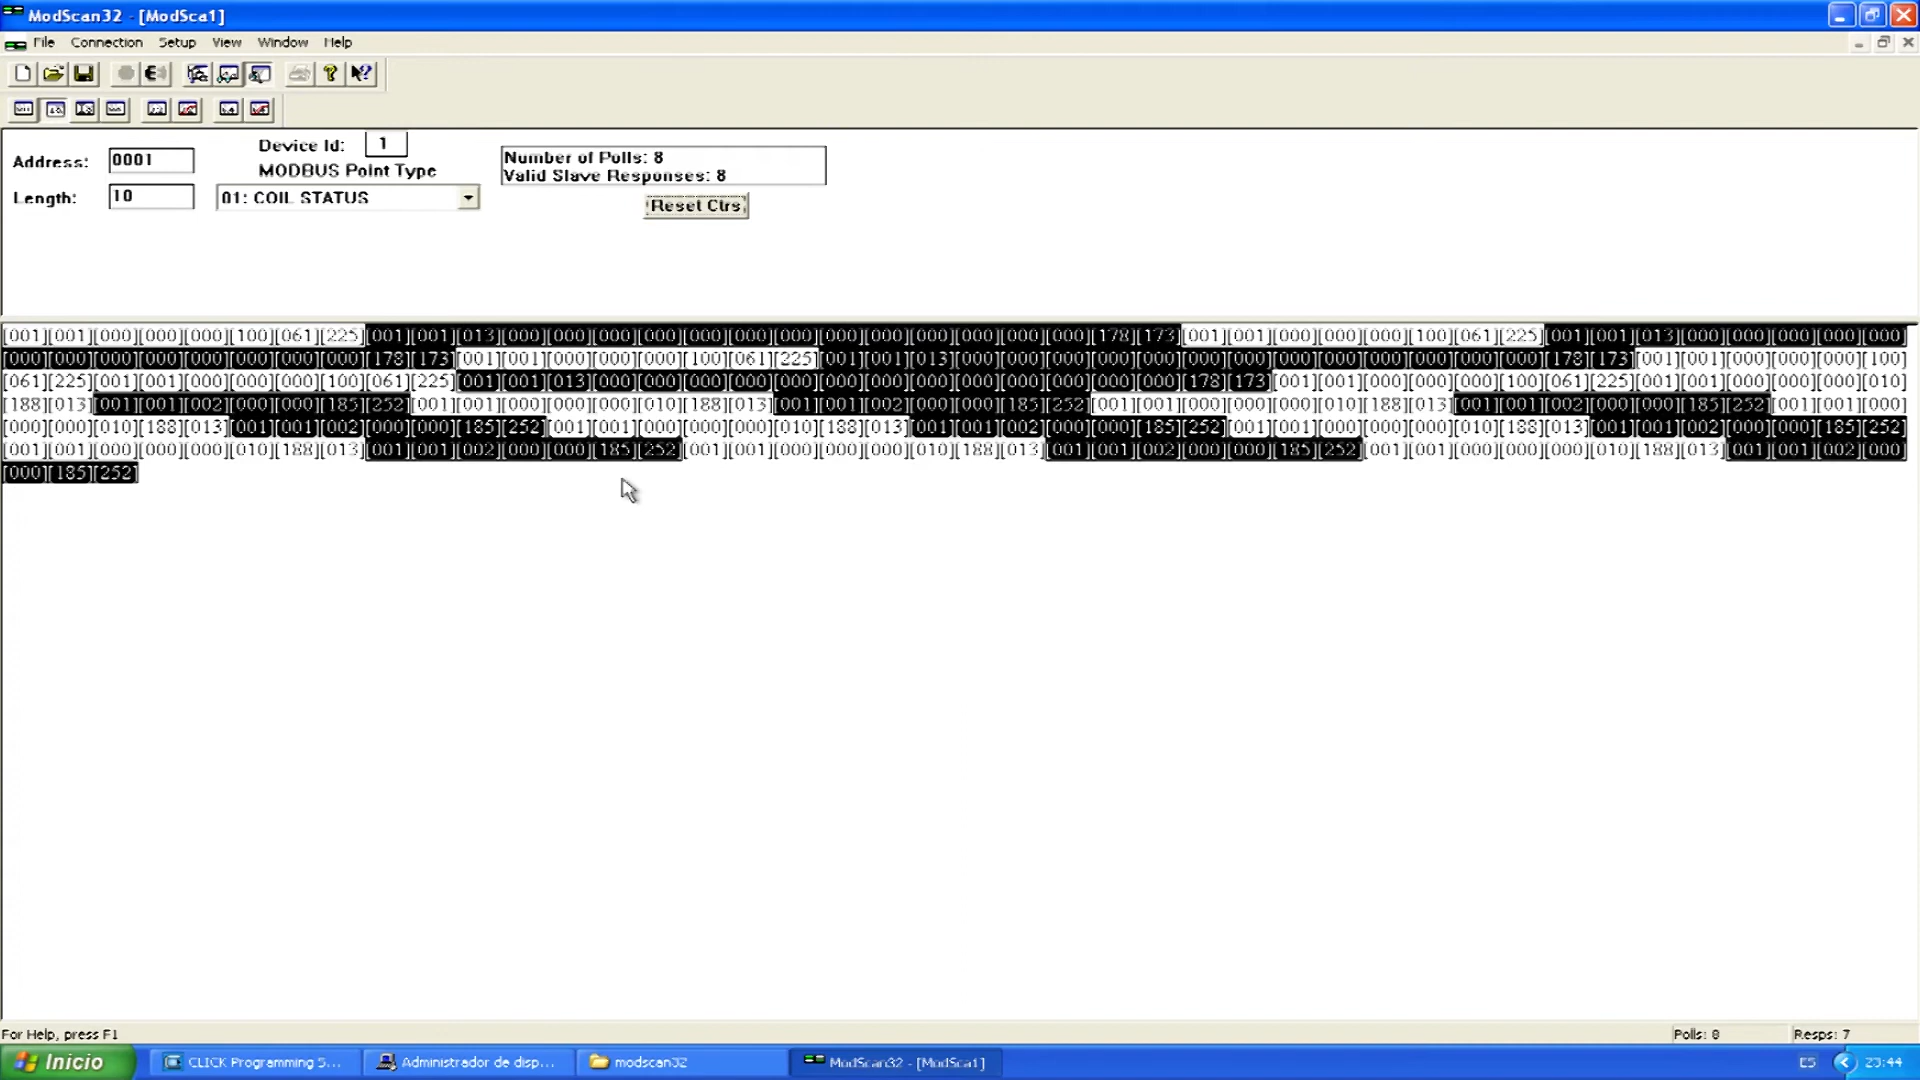 ModScan32 - [ModSca1]
File Connection Setup View Window Help
Address: 0001
Device Id: 1
MODBUS Point Type
Length: 10
01: COIL STATUS
Number of Polls: 8
Valid Slave Responses: 8
Reset Ctrs
[001][001][000][000][000][100][061][225][001][001][013][000][000][000][000][000][000][000][000][000][000][000][000][000][178][173][001][001][000][000][000][100][061][225][001][001][013][000][000][000][000][000]
[000][000][000][000][000][000][000][000][178][173][001][001][000][000][000][100][061][225][001][001][013][000][000][000][000][000][000][000][000][000][000][000][000][000][178][173][001][001][000][000][000][100]
[061][225][001][001][000][000][000][100][061][225][001][001][013][000][000][000][000][000][000][000][000][000][000][000][000][000][178][173][001][001][000][000][000][100][061][225][001][001][000][000][000][010]
[188][013][001][001][002][000][000][185][252][001][001][000][000][000][010][188][013][001][001][002][000][000][185][252][001][001][000][000][000][010][188][013][001][001][002][000][000][185][252][001][001][000]
[000][000][010][188][013][001][001][002][000][000][185][252][001][001][000][000][000][010][188][013][001][001][002][000][000][185][252][001][001][000][000][000][010][188][013][001][001][002][000][000][185][252]
[001][001][000][000][000][010][188][013][001][001][002][000][000][185][252][001][001][000][000][000][010][188][013][001][001][002][000][000][185][252][001][001][000][000][000][010][188][013][001][001][002][000]
[000][185][252]
For Help, press F1
Polls: 8
Resps: 7
Inicio
CLICK Programming S...
Administrador de disp...
modscan32
ModScan32 - [ModSca1]
ES
23:44